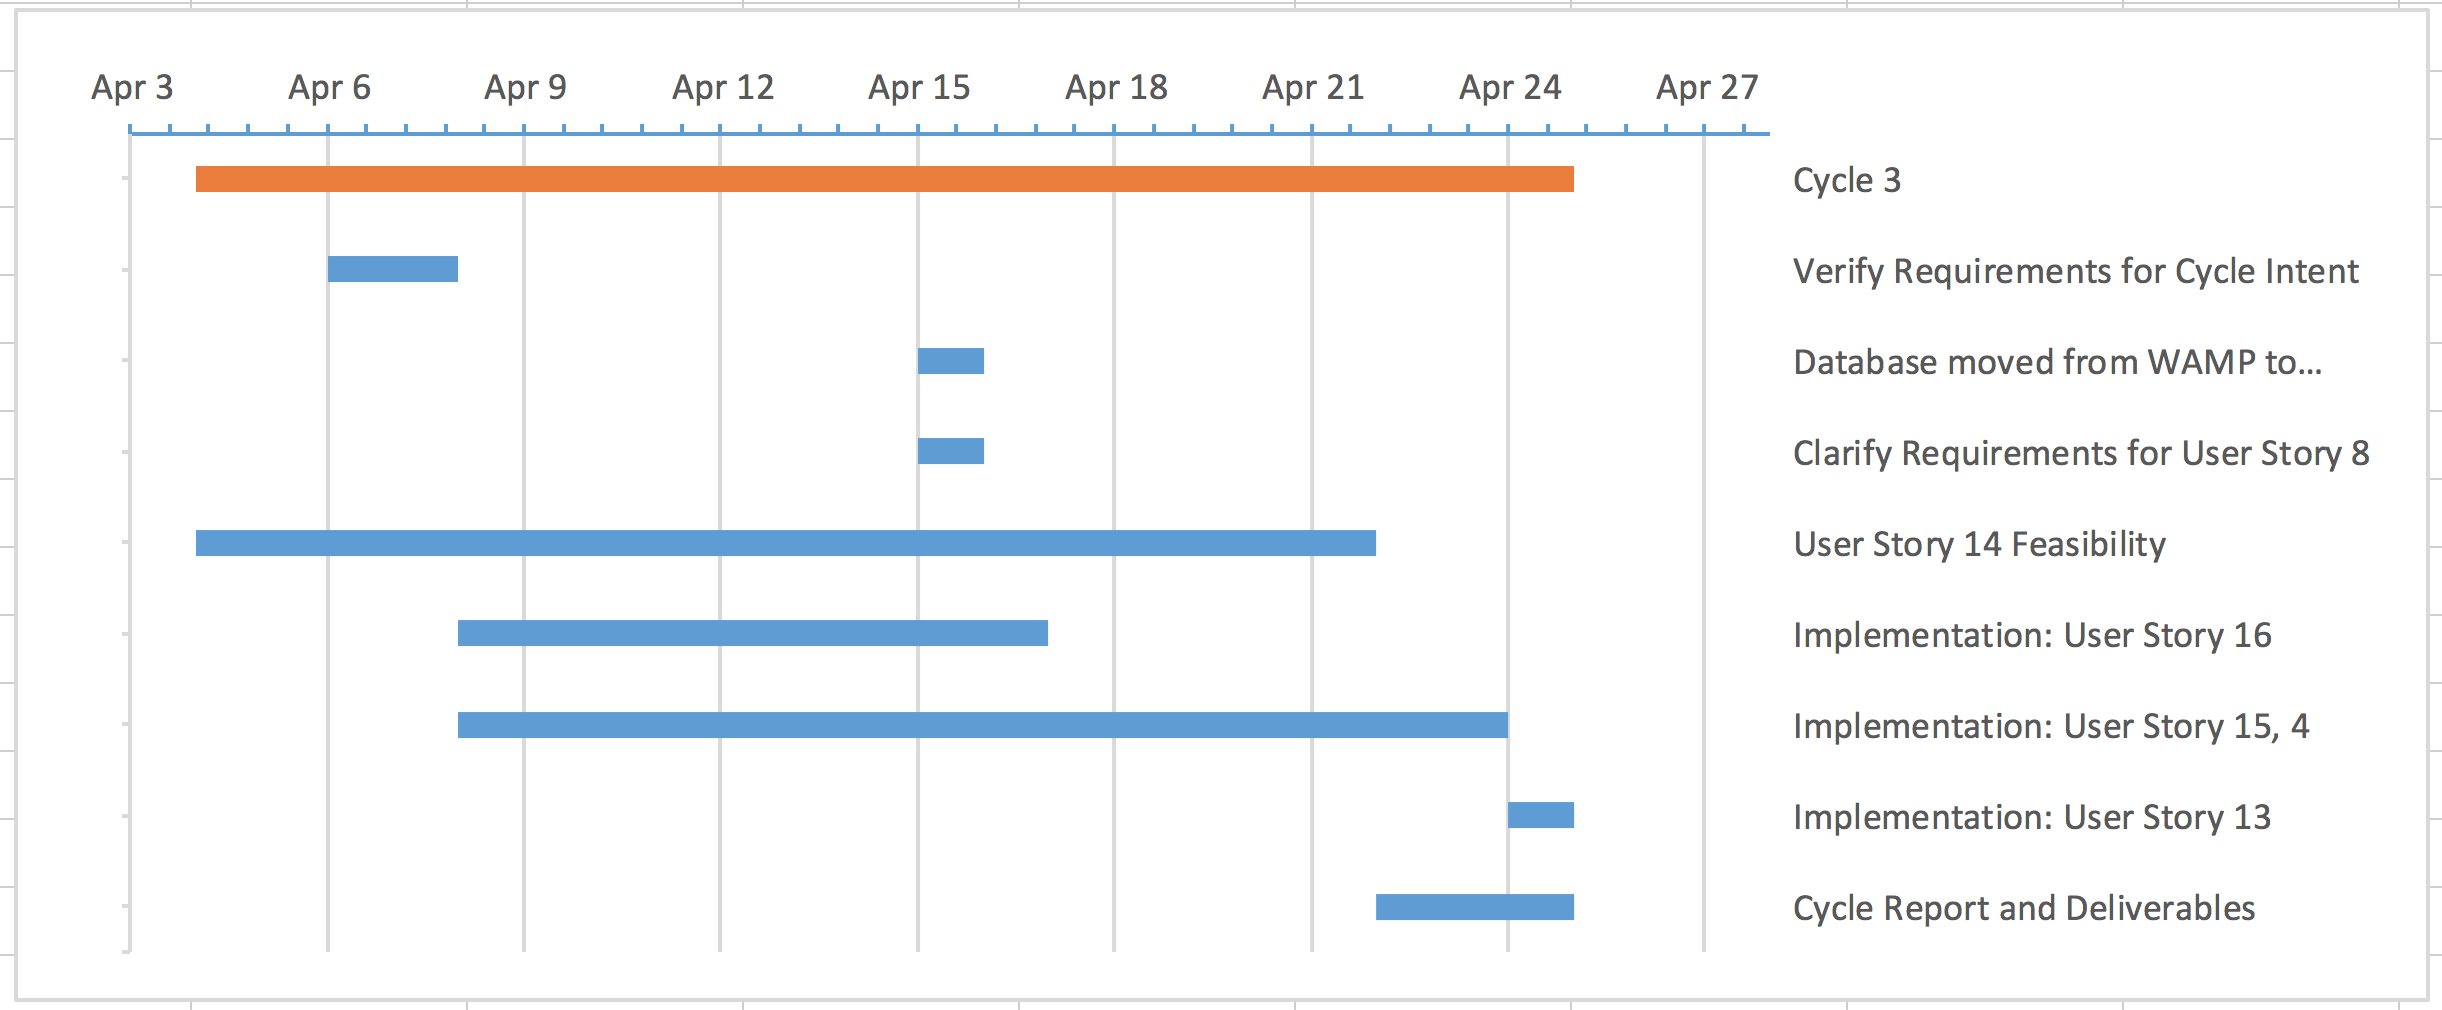 Apr 3 Apr 6 Apr 9 Apr 12 Apr 15 Apr 18 Apr 21 Apr 24 Apr 27
Cycle 3
Verify Requirements for Cycle Intent
Database moved from WAMP to...
Clarify Requirements for User Story 8
User Story 14 Feasibility
Implementation: User Story 16
Implementation: User Story 15, 4
Implementation: User Story 13
Cycle Report and Deliverables